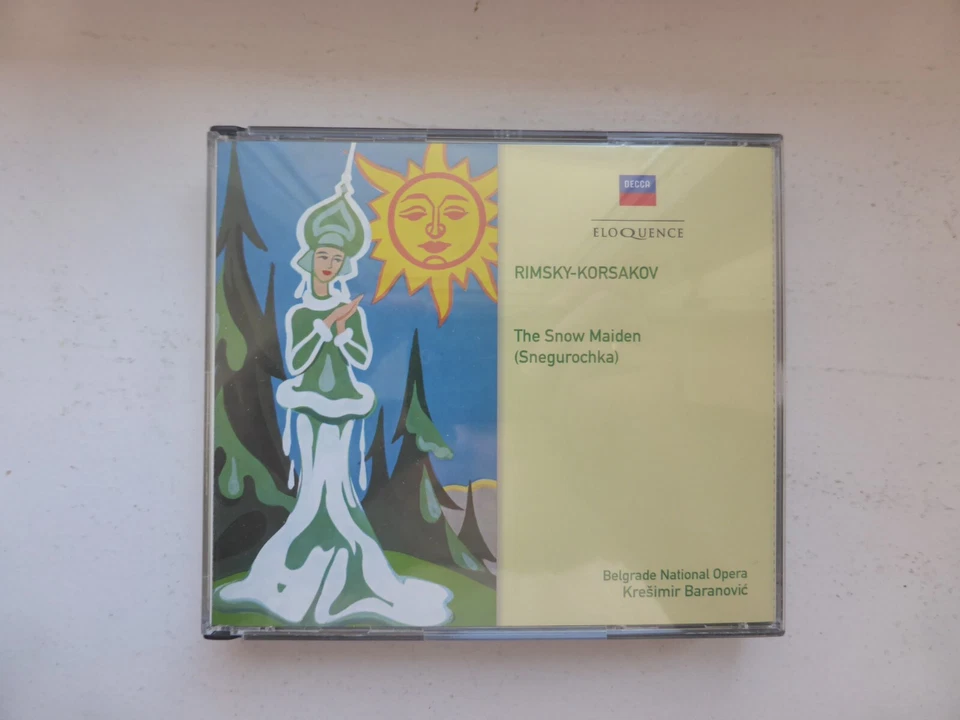 DECCA
ELOQUENCE
RIMSKY-KORSAKOV
The Snow Maiden
(Snegurochka)
Belgrade National Opera
Krešimir Baranović